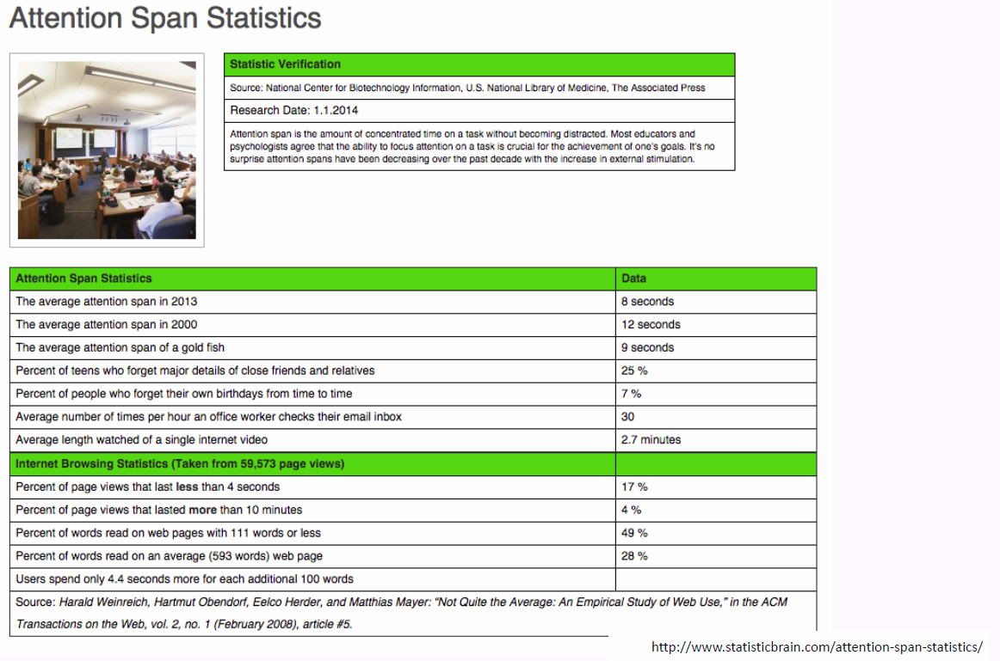 Attention Span Statistics
Statistic Verification
Source: National Center for Biotechnology Information, U.S. National Library of Medicine, The Associated Press
Research Date: 1.1.2014
Attention span is the amount of concentrated time on a task without becoming distracted. Most educators and
psychologists agree that the ability to focus attention on a task is crucial for the achievement of one's goals. It's no
surprise attention spans have been decreasing over the past decade with the increase in external stimulation.
Attention Span Statistics Data
The average attention span in 2013 8 seconds
The average attention span in 2000 12 seconds
The average attention span of a gold fish 9 seconds
Percent of teens who forget major details of close friends and relatives 25 %
Percent of people who forget their own birthdays from time to time 7 %
Average number of times per hour an office worker checks their email inbox 30
Average length watched of a single internet video 2.7 minutes
Internet Browsing Statistics (Taken from 59,573 page views)
Percent of page views that last less than 4 seconds 17 %
Percent of page views that lasted more than 10 minutes 4 %
Percent of words read on web pages with 111 words or less 49 %
Percent of words read on an average (593 words) web page 28 %
Users spend only 4.4 seconds more for each additional 100 words
Source: Harald Weinreich, Hartmut Obendorf, Eelco Herder, and Matthias Mayer: “Not Quite the Average: An Empirical Study of Web Use,” in the ACM
Transactions on the Web, vol. 2, no. 1 (February 2008), article #5.
http://www.statisticbrain.com/attention-span-statistics/